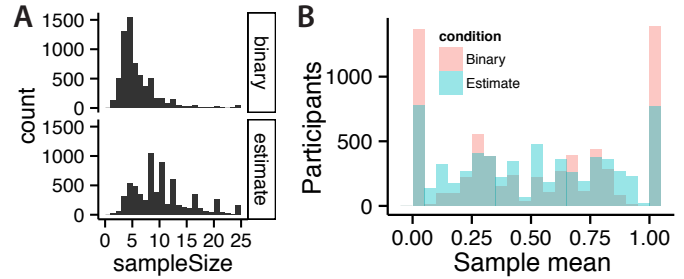 A
count
1500
1000
500
0
binary
1500
1000
500
0
estimate
0 5 10 15 20 25
sampleSize
B
Participants
1000
500
0
condition
Binary
Estimate
0.00 0.25 0.50 0.75 1.00
Sample mean